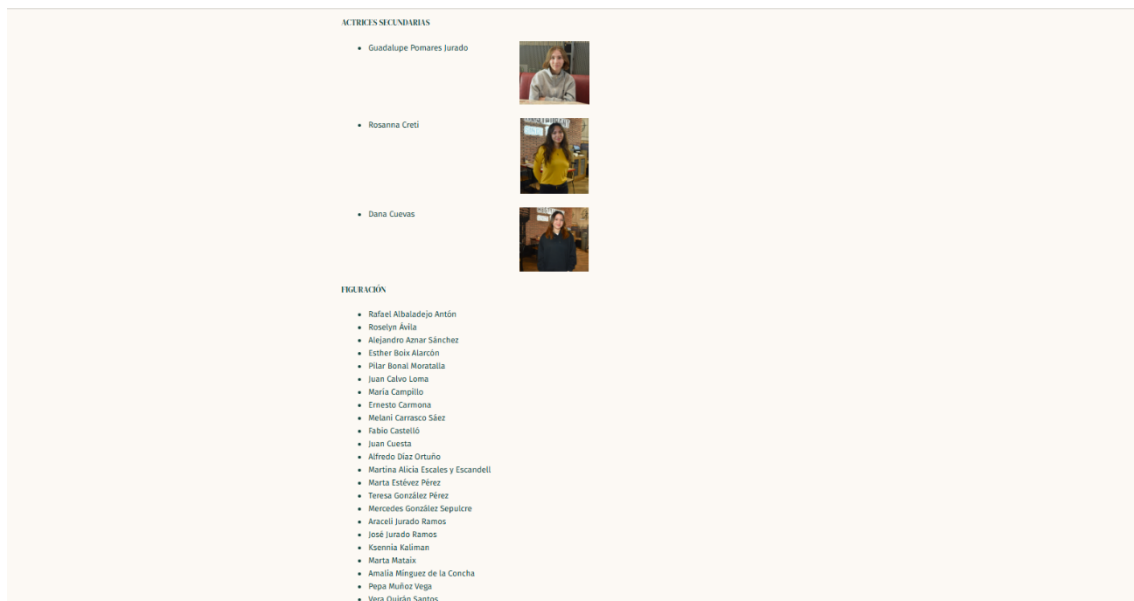 ACTRICES SECUNDARIAS
• Guadalupe Pomares Jurado
• Rosanna Creti
• Dana Cuevas
FIGURACIÓN
• Rafael Albaladejo Antón
• Roselyn Ávila
• Alejandro Aznar Sánchez
• Esther Boix Alarcón
• Pilar Bonal Moratalla
• Juan Calvo Loma
• María Campillo
• Ernesto Carmona
• Melani Carrasco Sáez
• Fabio Castelló
• Juan Cuesta
• Alfredo Díaz Ortuño
• Martina Alicia Escales y Escandell
• Marta Estévez Pérez
• Teresa González Pérez
• Mercedes González Sepulcre
• Araceli Jurado Ramos
• José Jurado Ramos
• Ksennia Kaliman
• Marta Mataix
• Amalia Mínguez de la Concha
• Pepa Muñoz Vega
• Vera Quirán Santos